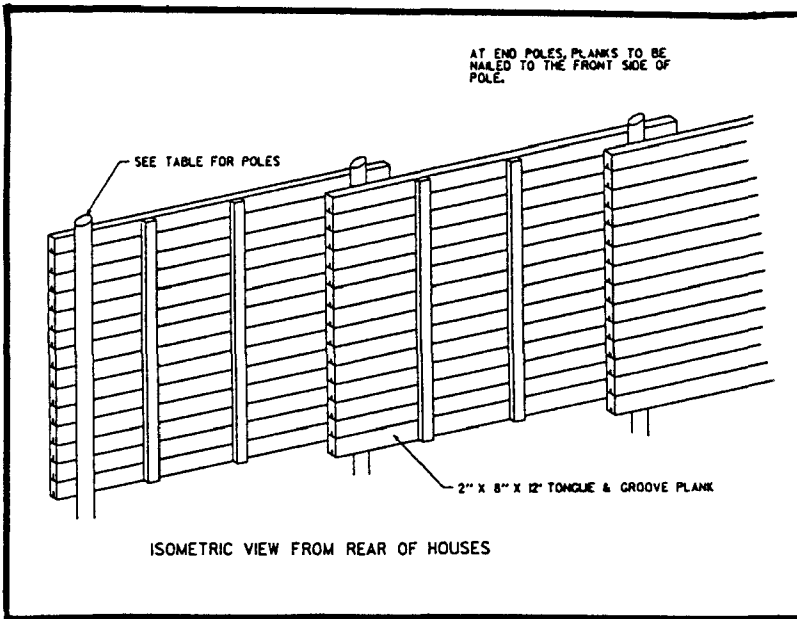 AT END POLES, PLANKS TO BE
NAILED TO THE FRONT SIDE OF
POLE.
SEE TABLE FOR POLES
2" X 8" X 12' TONGUE & GROOVE PLANK
ISOMETRIC VIEW FROM REAR OF HOUSES